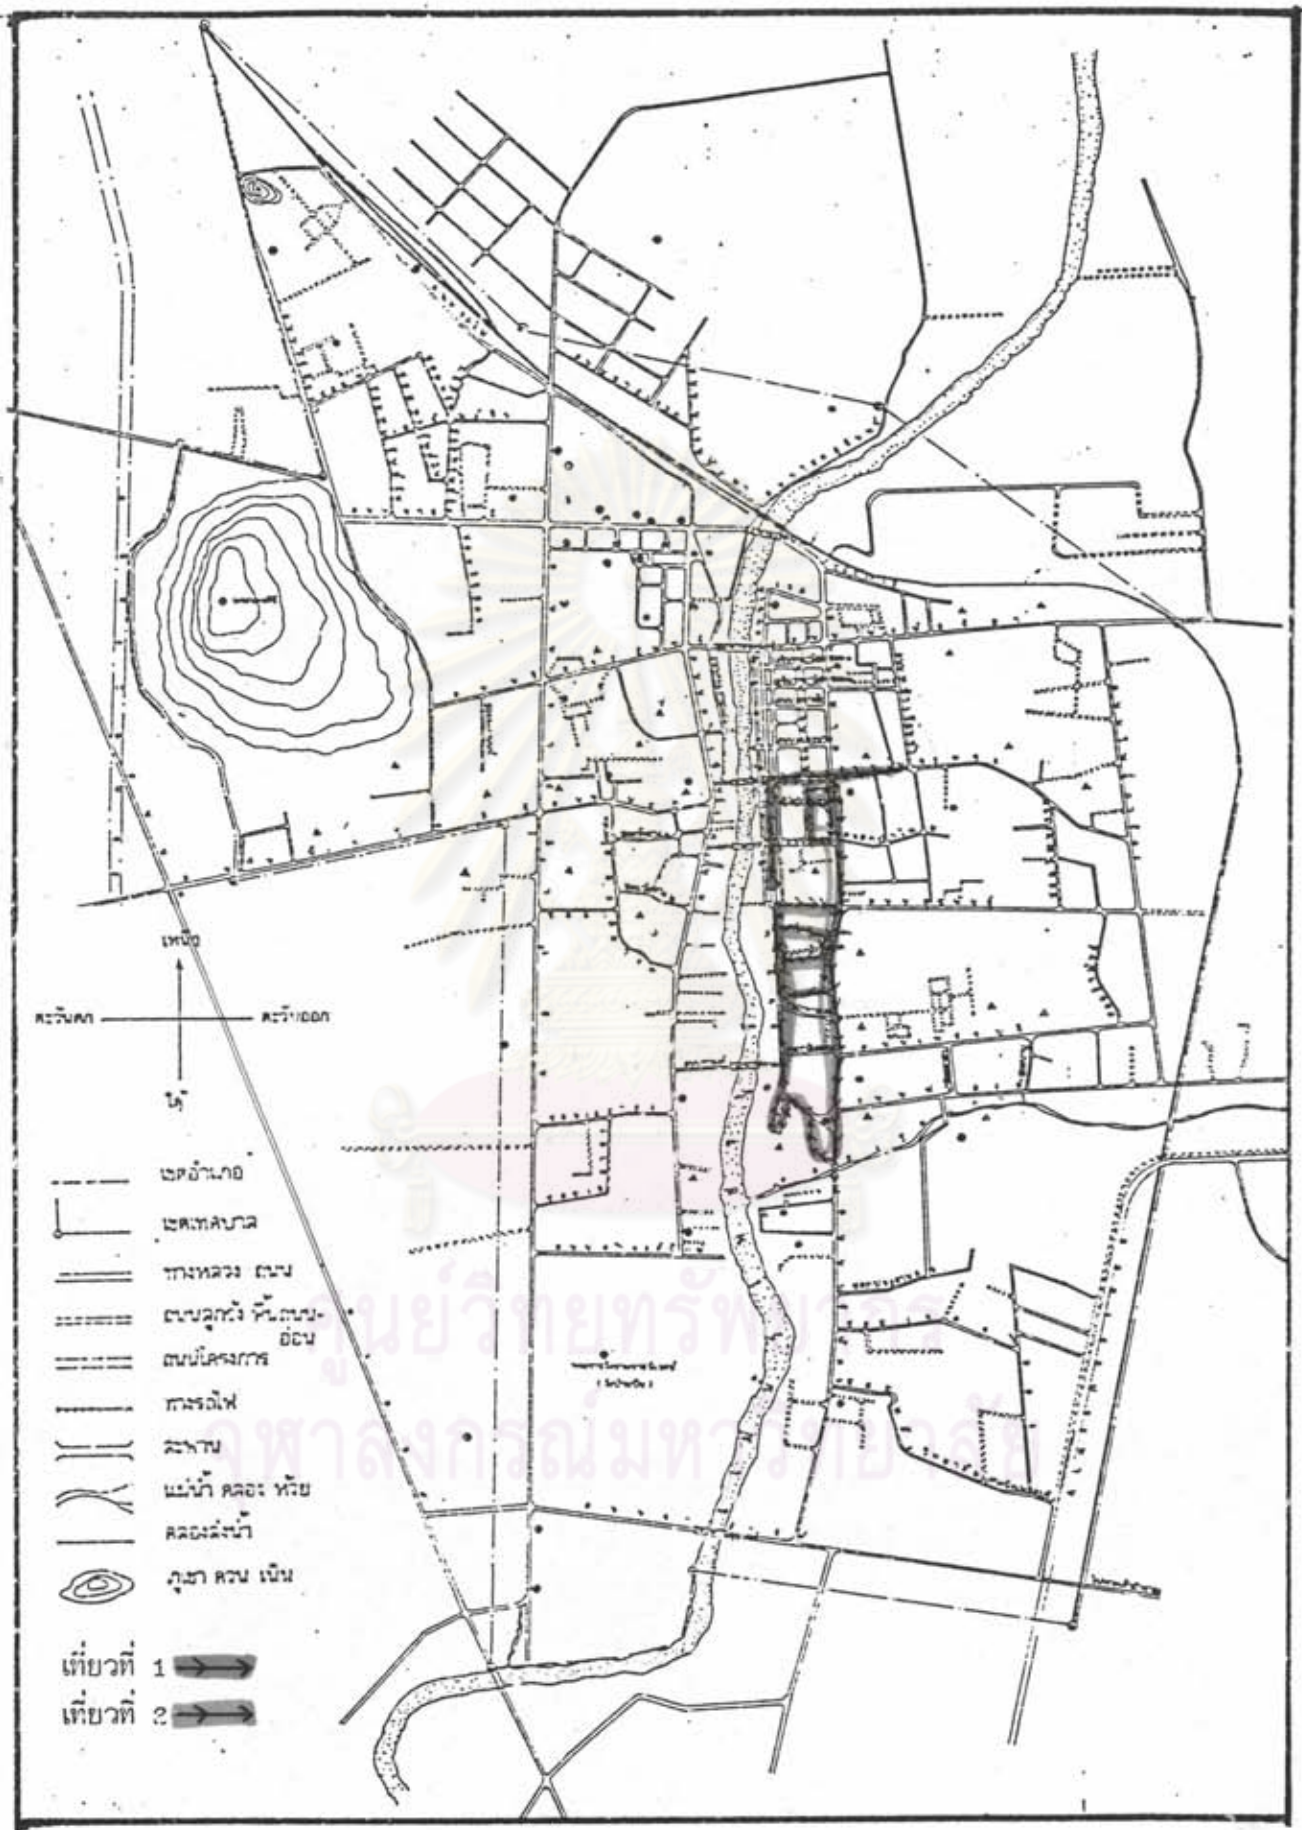 เหนือ
ตะวันตก
ตะวันออก
ใต้
เขตอำเภอ
เขตเทศบาล
ทางหลวง ถนน
ถนนลูกรัง
อ่อน
ถนนโครงการ
ทางรถไฟ
สะพาน
แม่น้ำ คลอง ห้วย
คลองส่งน้ำ
ภูเขา ควน เนิน
เที่ยวที่ 1
เที่ยวที่ 2
ศูนย์วิทยทรัพยากร
จุฬาลงกรณ์มหาวิทยาลัย